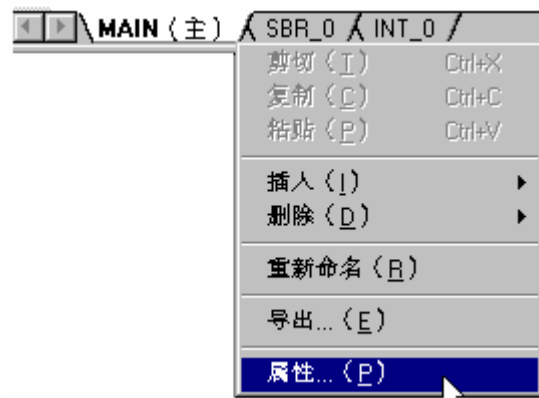 MAIN（主） SBR_0 INT_0
剪切（T） Ctrl+X
复制（C） Ctrl+C
粘贴（P） Ctrl+V
插入（I）
删除（D）
重新命名（R）
导出...（E）
属性...（P）